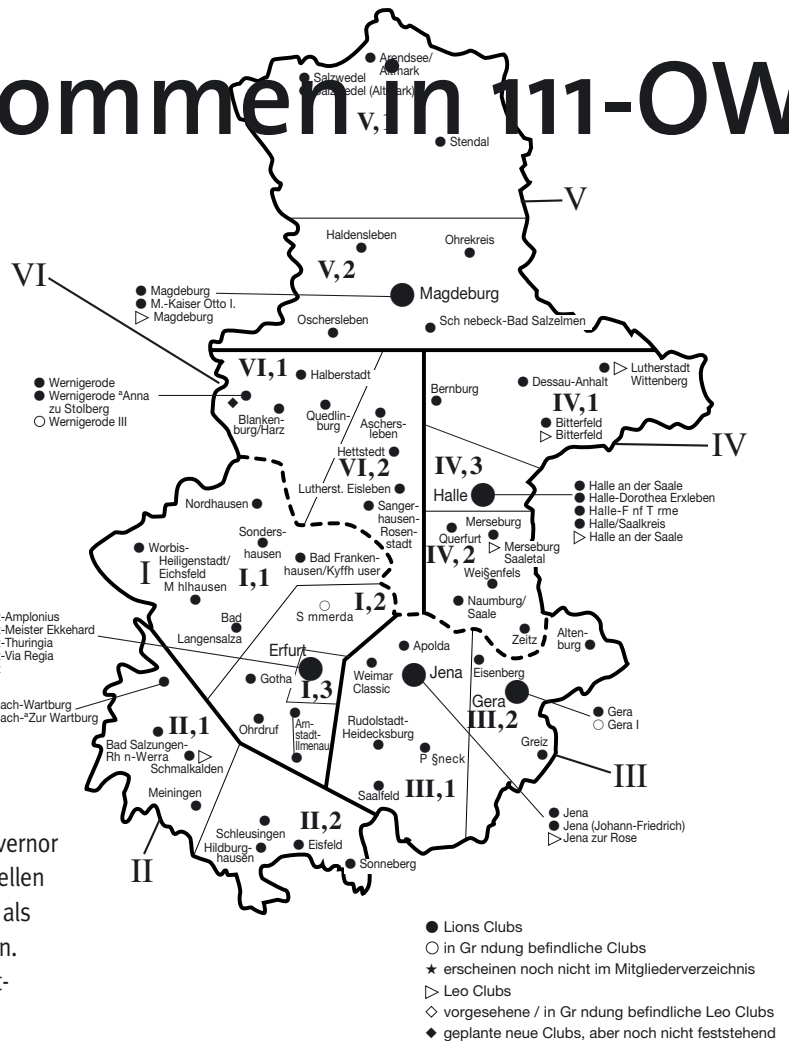 ommen in 111-OW
Arendsee/
Altmark
Salzwedel
Salzwedel (Altmark)
V,1
Stendal
V
Haldensleben
Ohrekreis
V,2
VI
Magdeburg
M.-Kaiser Otto I.
Magdeburg
Magdeburg
Oschersleben
Sch nebeck-Bad Salzelmen
VI,1
Halberstadt
Lutherstadt
Wittenberg
Dessau-Anhalt
Wernigerode
Wernigerode ªAnna
zu Stolberg
Wernigerode III
Bernburg
IV,1
Blanken-
burg/Harz
Quedlin-
burg
Aschers-
leben
Bitterfeld
Bitterfeld
IV
Hettstedt
VI,2
IV,3
Lutherst. Eisleben
Halle
Halle an der Saale
Halle-Dorothea Erxleben
Halle-F nf T rme
Halle/Saalkreis
Halle an der Saale
Nordhausen
Sanger-
hausen-
Rosen-
stadt
Merseburg
Querfurt
Sonders-
hausen
IV,2
Merseburg
Saaletal
Worbis-
Heiligenstadt/
Eichsfeld
I
M hlhausen
I,1
Bad Franken-
hausen/Kyffh user
Wei§enfels
I,2
S mmerda
Naumburg/
Saale
-Amplonius
-Meister Ekkehard
-Thuringia
-Via Regia
Bad
Langensalza
Zeitz
Alten-
burg
Erfurt
Apolda
Weimar
Classic
Jena
Eisenberg
Gotha
I,3
Gera
III,2
ach-Wartburg
ach-ªZur Wartburg
Gera
Gera I
II,1
Ohrdruf
Arn-
stadt-
Ilmenau
Rudolstadt-
Heidecksburg
P §neck
Greiz
Bad Salzungen-
Rh n-Werra
Schmalkalden
III
Meiningen
Saalfeld
III,1
Jena
Jena (Johann-Friedrich)
Jena zur Rose
II,2
Schleusingen
Hildburg-
hausen
Eisfeld
Sonneberg
II
vernor
ellen
als
n.
t-
Lions Clubs
in Gr ndung befindliche Clubs
erscheinen noch nicht im Mitgliederverzeichnis
Leo Clubs
vorgesehene / in Gr ndung befindliche Leo Clubs
geplante neue Clubs, aber noch nicht feststehend